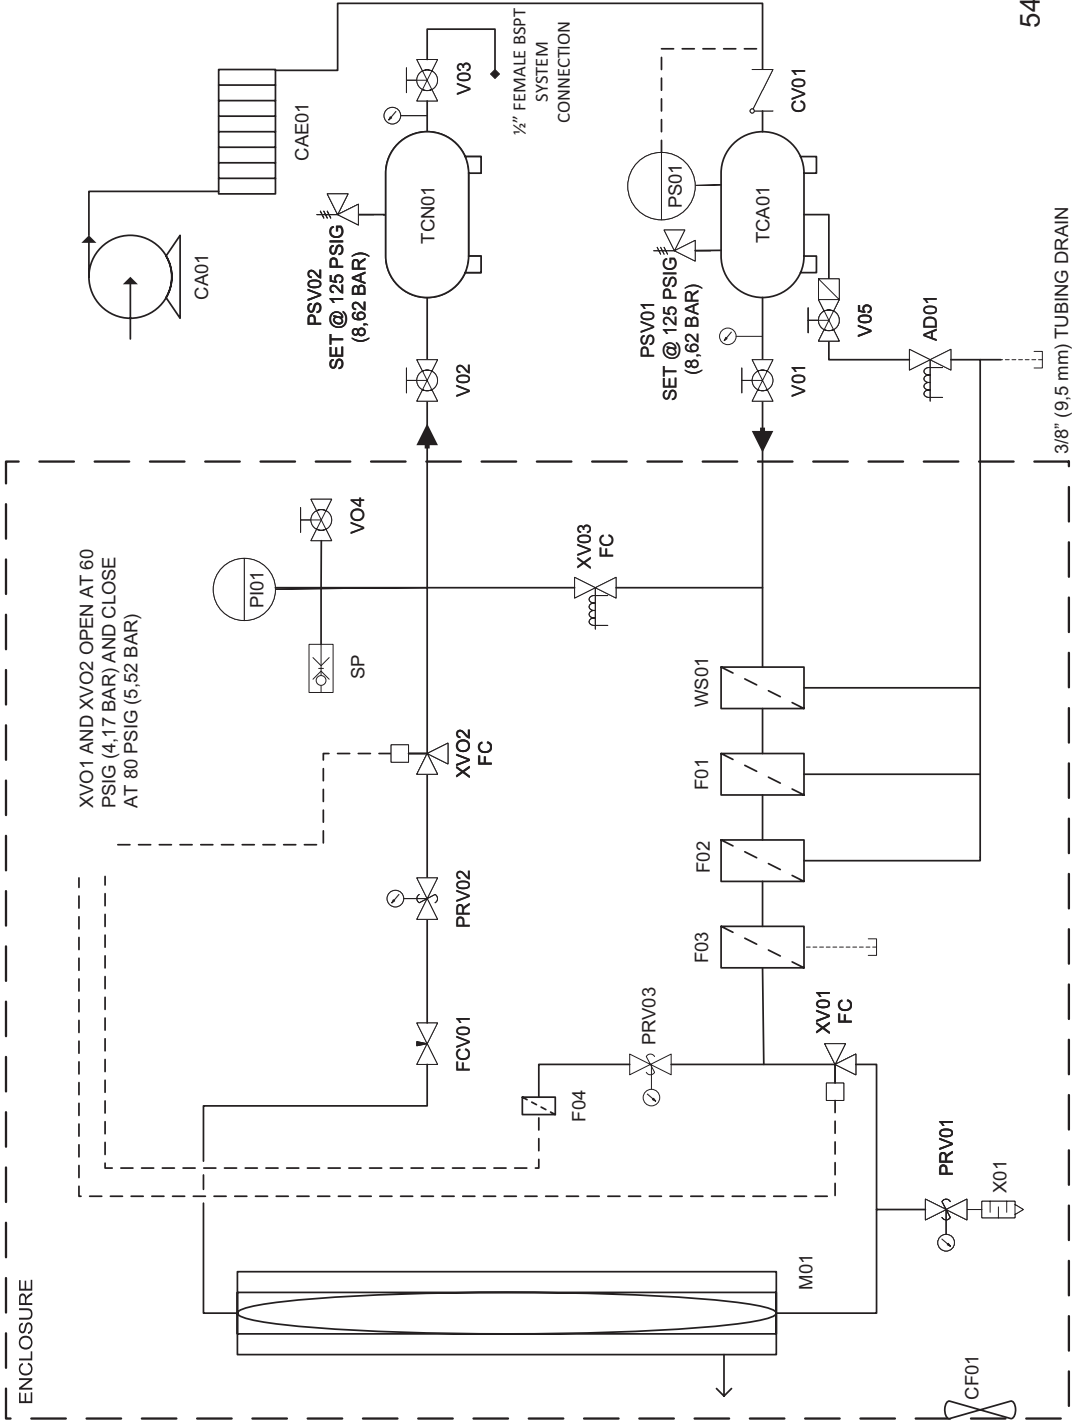 ENCLOSURE
XVO1 AND XVO2 OPEN AT 60
PSIG (4,17 BAR) AND CLOSE
AT 80 PSIG (5,52 BAR)
CA01
CAE01
PSV02
SET @ 125 PSIG
(8,62 BAR)
TCN01
V03
½" FEMALE BSPT
SYSTEM
CONNECTION
V02
PSV01
SET @ 125 PSIG
(8,62 BAR)
PS01
TCA01
CV01
V01
V05
AD01
3/8" (9,5 mm) TUBING DRAIN
PI01
VO4
SP
XV03
FC
XVO2
FC
PRV02
FCV01
WS01
F01
F02
F03
PRV03
F04
XV01
FC
PRV01
X01
M01
CF01
54